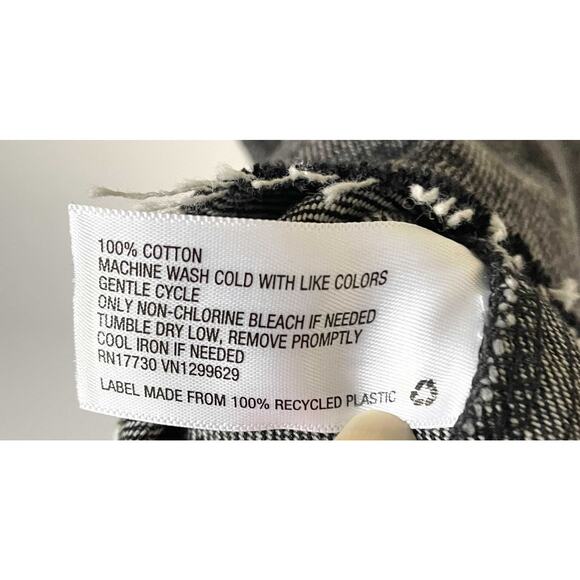 100% COTTON
MACHINE WASH COLD WITH LIKE COLORS
GENTLE CYCLE
ONLY NON-CHLORINE BLEACH IF NEEDED
TUMBLE DRY LOW, REMOVE PROMPTLY
COOL IRON IF NEEDED
RN17730 VN1299629
LABEL MADE FROM 100% RECYCLED PLASTIC